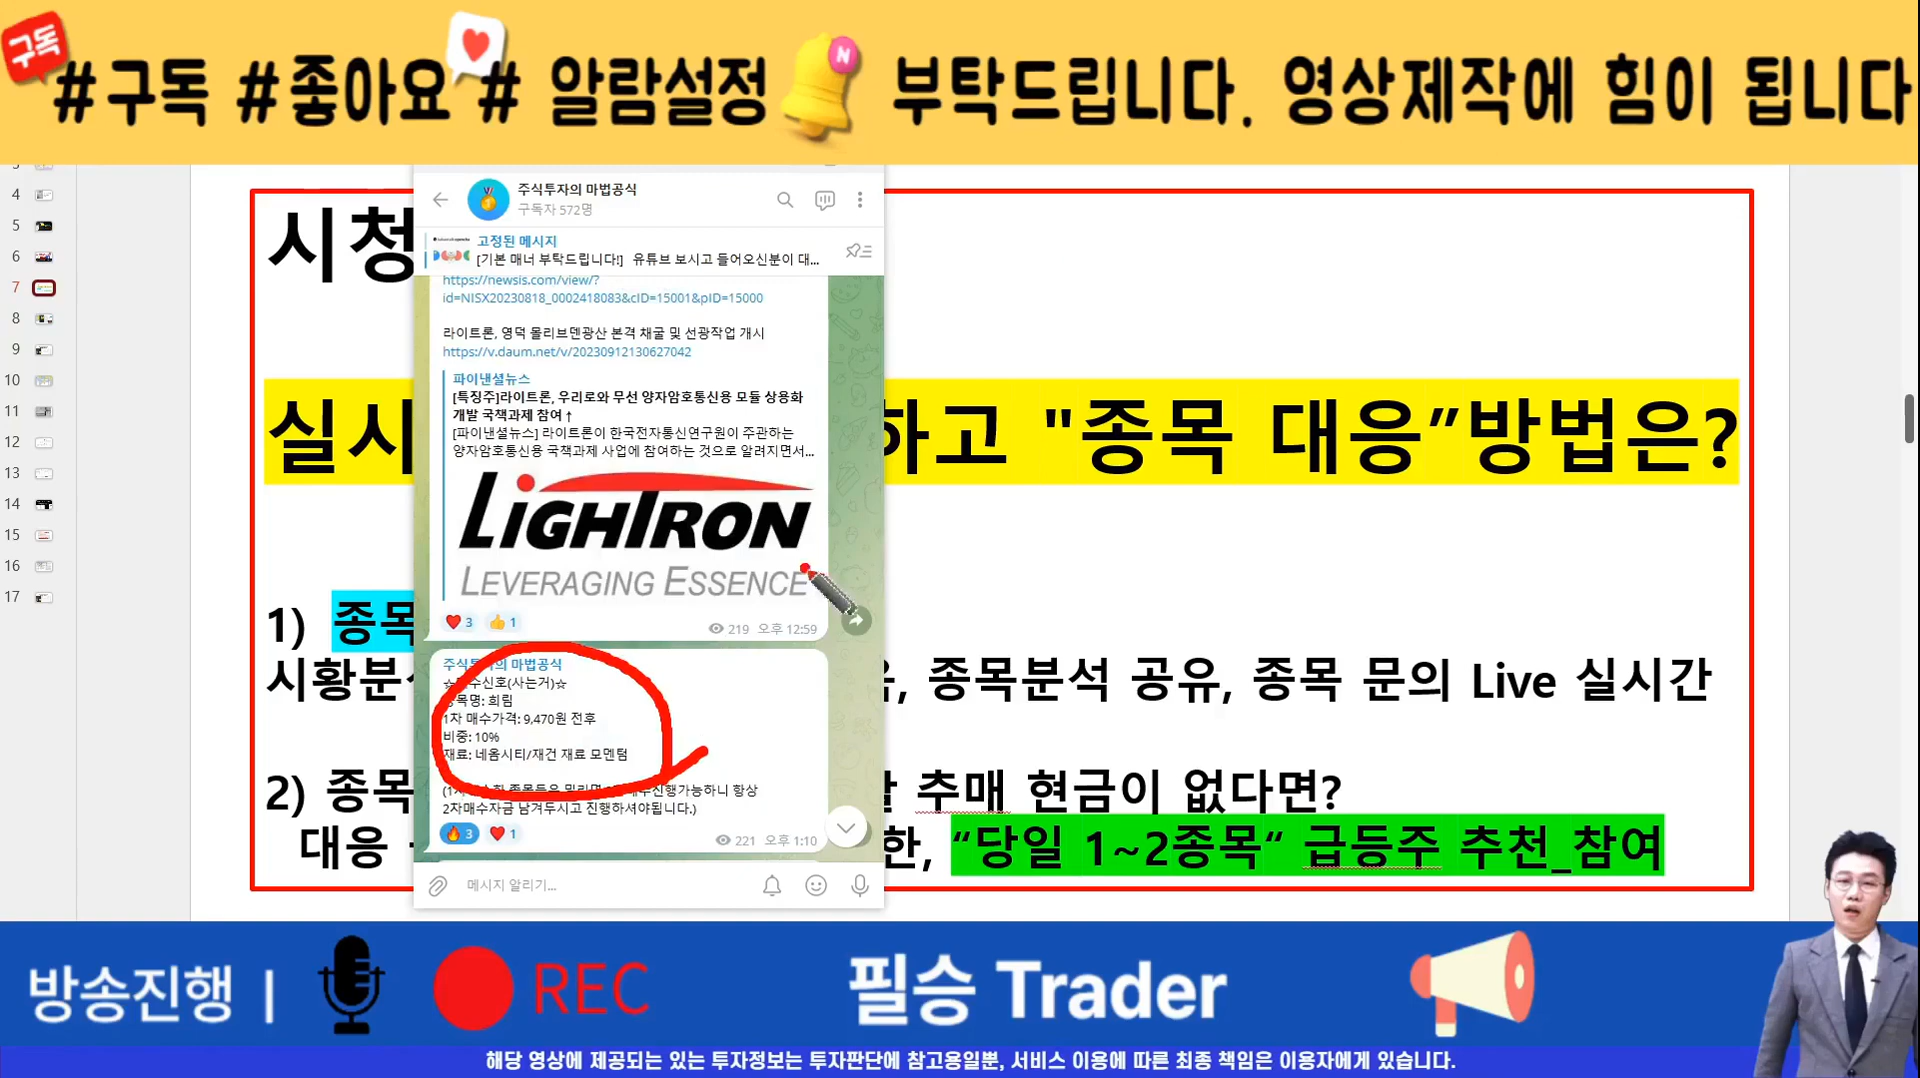 구독
#구독 #좋아요 # 알람설정 N 부탁드립니다. 영상제작에 힘이 됩니다
4
5
6
7
8
9
10
11
12
13
14
15
16
17
시청
실시
하고 "종목 대응”방법은?
1) 종목
시황분
, 종목분석 공유, 종목 문의 Live 실시간
2) 종목
추매 현금이 없다면?
대응
한, “당일 1~2종목“ 급등주 추천_참여
주식투자의 마법공식
구독자 572명
고정된 메시지
[기본 매너 부탁드립니다!] 유튜브 보시고 들어오신분이 대...
https://newsis.com/view/?
id=NISX20230818_0002418083&cID=15001&pID=15000
라이트론, 영덕 몰리브덴광산 본격 채굴 및 선광작업 개시
https://v.daum.net/v/20230912130627042
파이낸셜뉴스
[특징주]라이트론, 우리로와 무선 양자암호통신용 모듈 상용화
개발 국책과제 참여↑
[파이낸셜뉴스] 라이트론이 한국전자통신연구원이 주관하는
양자암호통신용 국책과제 사업에 참여하는 것으로 알려지면서...
LIGHTRON
LEVERAGING ESSENCE
3 1
219 오후 12:59
주식투자의 마법공식
☆매수신호(사는거)☆
종목명: 희림
1차 매수가격: 9,470원 전후
비중: 10%
재료: 네옴시티/재건 재료 모멘텀
진행가능하니 항상
2차매수자금 남겨두시고 진행하셔야됩니다.)
3 1
221 오후 1:10
메시지 알리기...
방송진행 | REC 필승 Trader
해당 영상에 제공되는 있는 투자정보는 투자판단에 참고용일뿐, 서비스 이용에 따른 최종 책임은 이용자에게 있습니다.